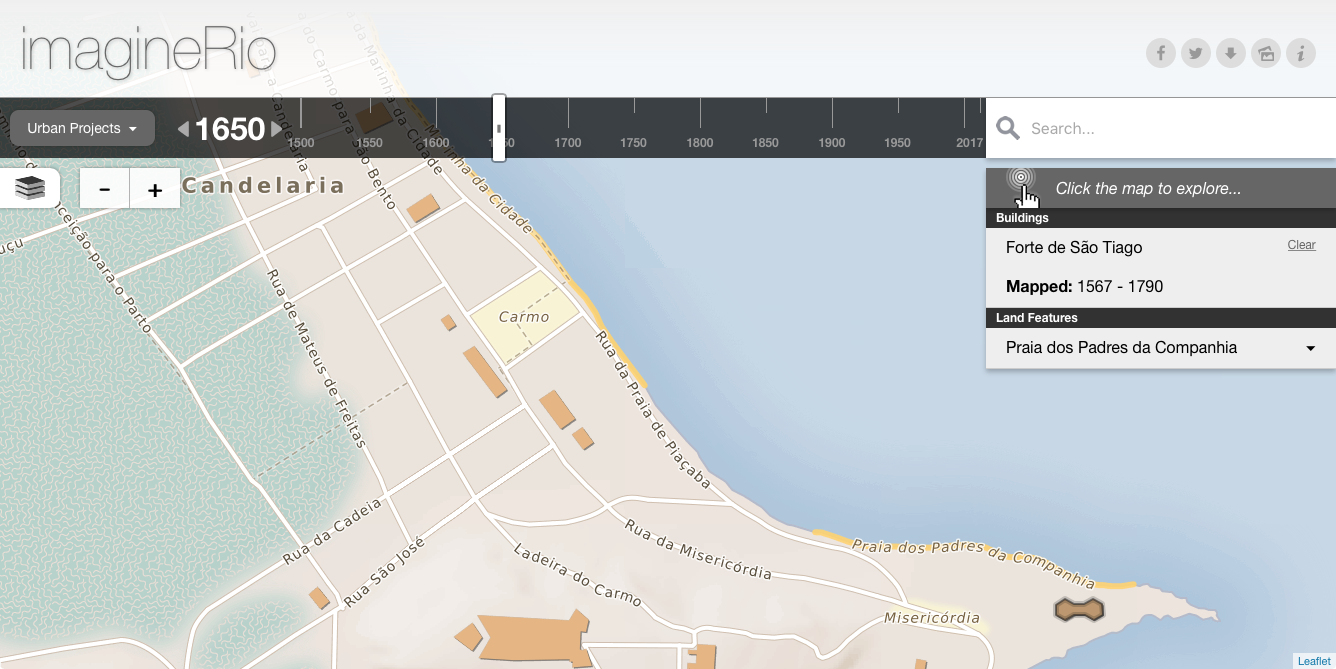 imagineRio
Urban Projects
1650
1500
1550
1600
1700
1750
1800
1850
1900
1950
2017
Search...
Click the map to explore...
Buildings
Forte de São Tiago
Clear
Mapped: 1567 - 1790
Land Features
Praia dos Padres da Companhia
-
+
Candelaria
Marinha da Cidade
Carmo
Rua de Mateus de Freitas
Rua da Praia de Piaçaba
Rua da Cadeia
Rua São José
Ladeira do Carmo
Rua da Misericórdia
Praia dos Padres da Companhia
Misericórdia
Leaflet